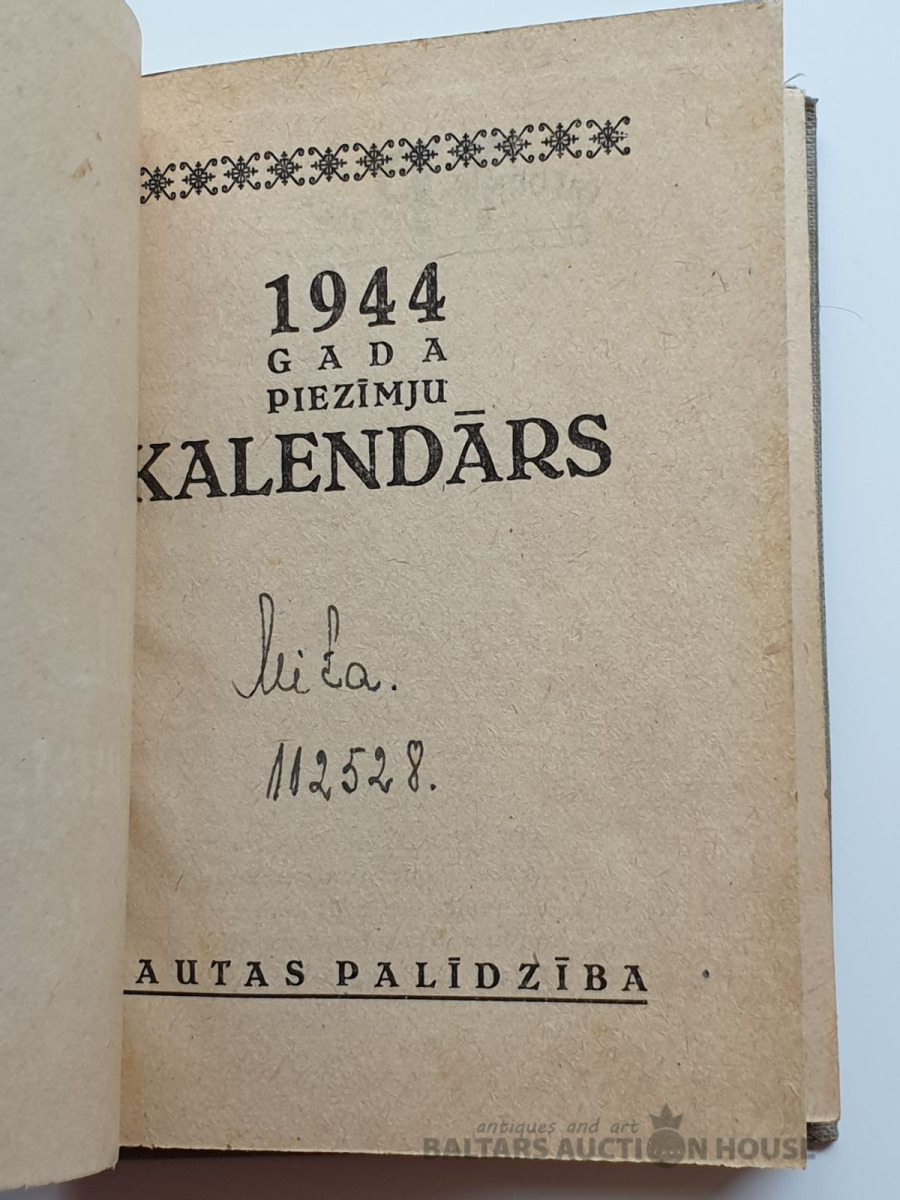 1944
GADA
PIEZĪMJU
KALENDĀRS
112528.
AUTAS PALĪDZĪBA
antiques and art
BALTARS AUCTION HOUSE